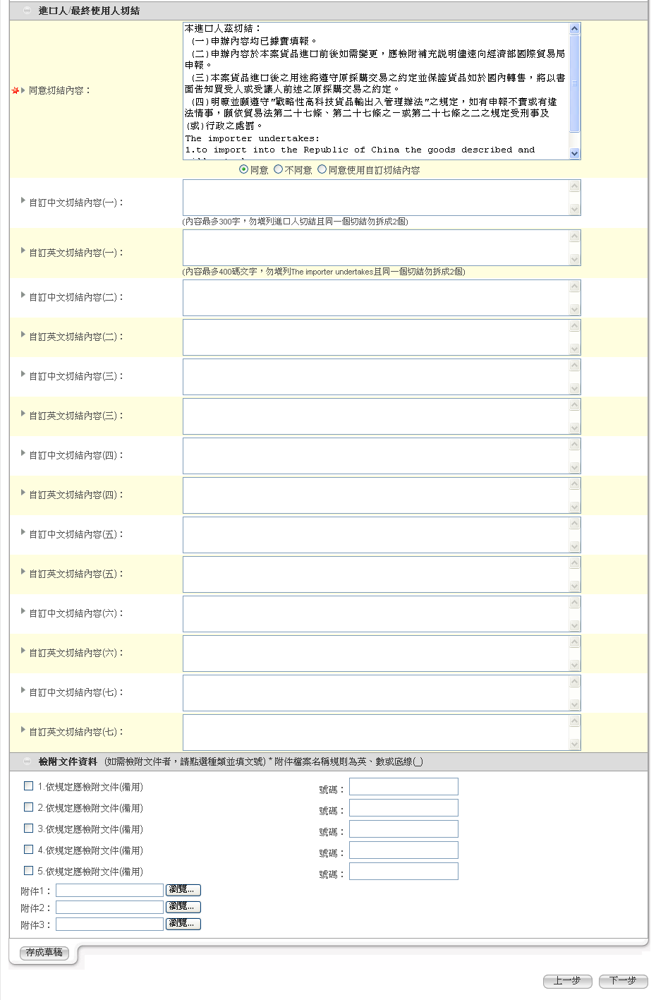 進口人/最終使用人切結
同意切結內容：
本進口人茲切結：
(一)申辦內容均已據實填報。
(二)申辦內容於本案貨品進口前後如需變更，應檢附補充說明儘速向經濟部國際貿易局
申報。
(三)本案貨品進口後之用途將遵守原採購交易之約定並保證貨品如於國內轉售，將以書
面告知買受人或受讓人前述之原採購交易之約定。
(四)明瞭並願遵守"戰略性高科技貨品輸出入管理辦法"之規定，如有申報不實或有違
法情事，願依貿易法第二十七條、第二十七條之一或第二十七條之二之規定受刑事及
(或)行政之處罰。
The importer undertakes:
1.to import into the Republic of China the goods described and
同意 不同意 同意使用自訂切結內容
自訂中文切結內容(一)：
(內容最多300字，勿填列進口人切結且同一個切結勿拆成2個)
自訂英文切結內容(一)：
(內容最多400碼文字，勿填列The importer undertakes且同一個切結勿拆成2個)
自訂中文切結內容(二)：
自訂英文切結內容(二)：
自訂中文切結內容(三)：
自訂英文切結內容(三)：
自訂中文切結內容(四)：
自訂英文切結內容(四)：
自訂中文切結內容(五)：
自訂英文切結內容(五)：
自訂中文切結內容(六)：
自訂英文切結內容(六)：
自訂中文切結內容(七)：
自訂英文切結內容(七)：
檢附文件資料 (如需檢附文件者，請點選種類並填文號) * 附件檔案名稱規則為英、數或底線(_)
1.依規定應檢附文件(備用) 號碼：
2.依規定應檢附文件(備用) 號碼：
3.依規定應檢附文件(備用) 號碼：
4.依規定應檢附文件(備用) 號碼：
5.依規定應檢附文件(備用) 號碼：
附件1： 瀏覽...
附件2： 瀏覽...
附件3： 瀏覽...
存成草稿
上一步 下一步